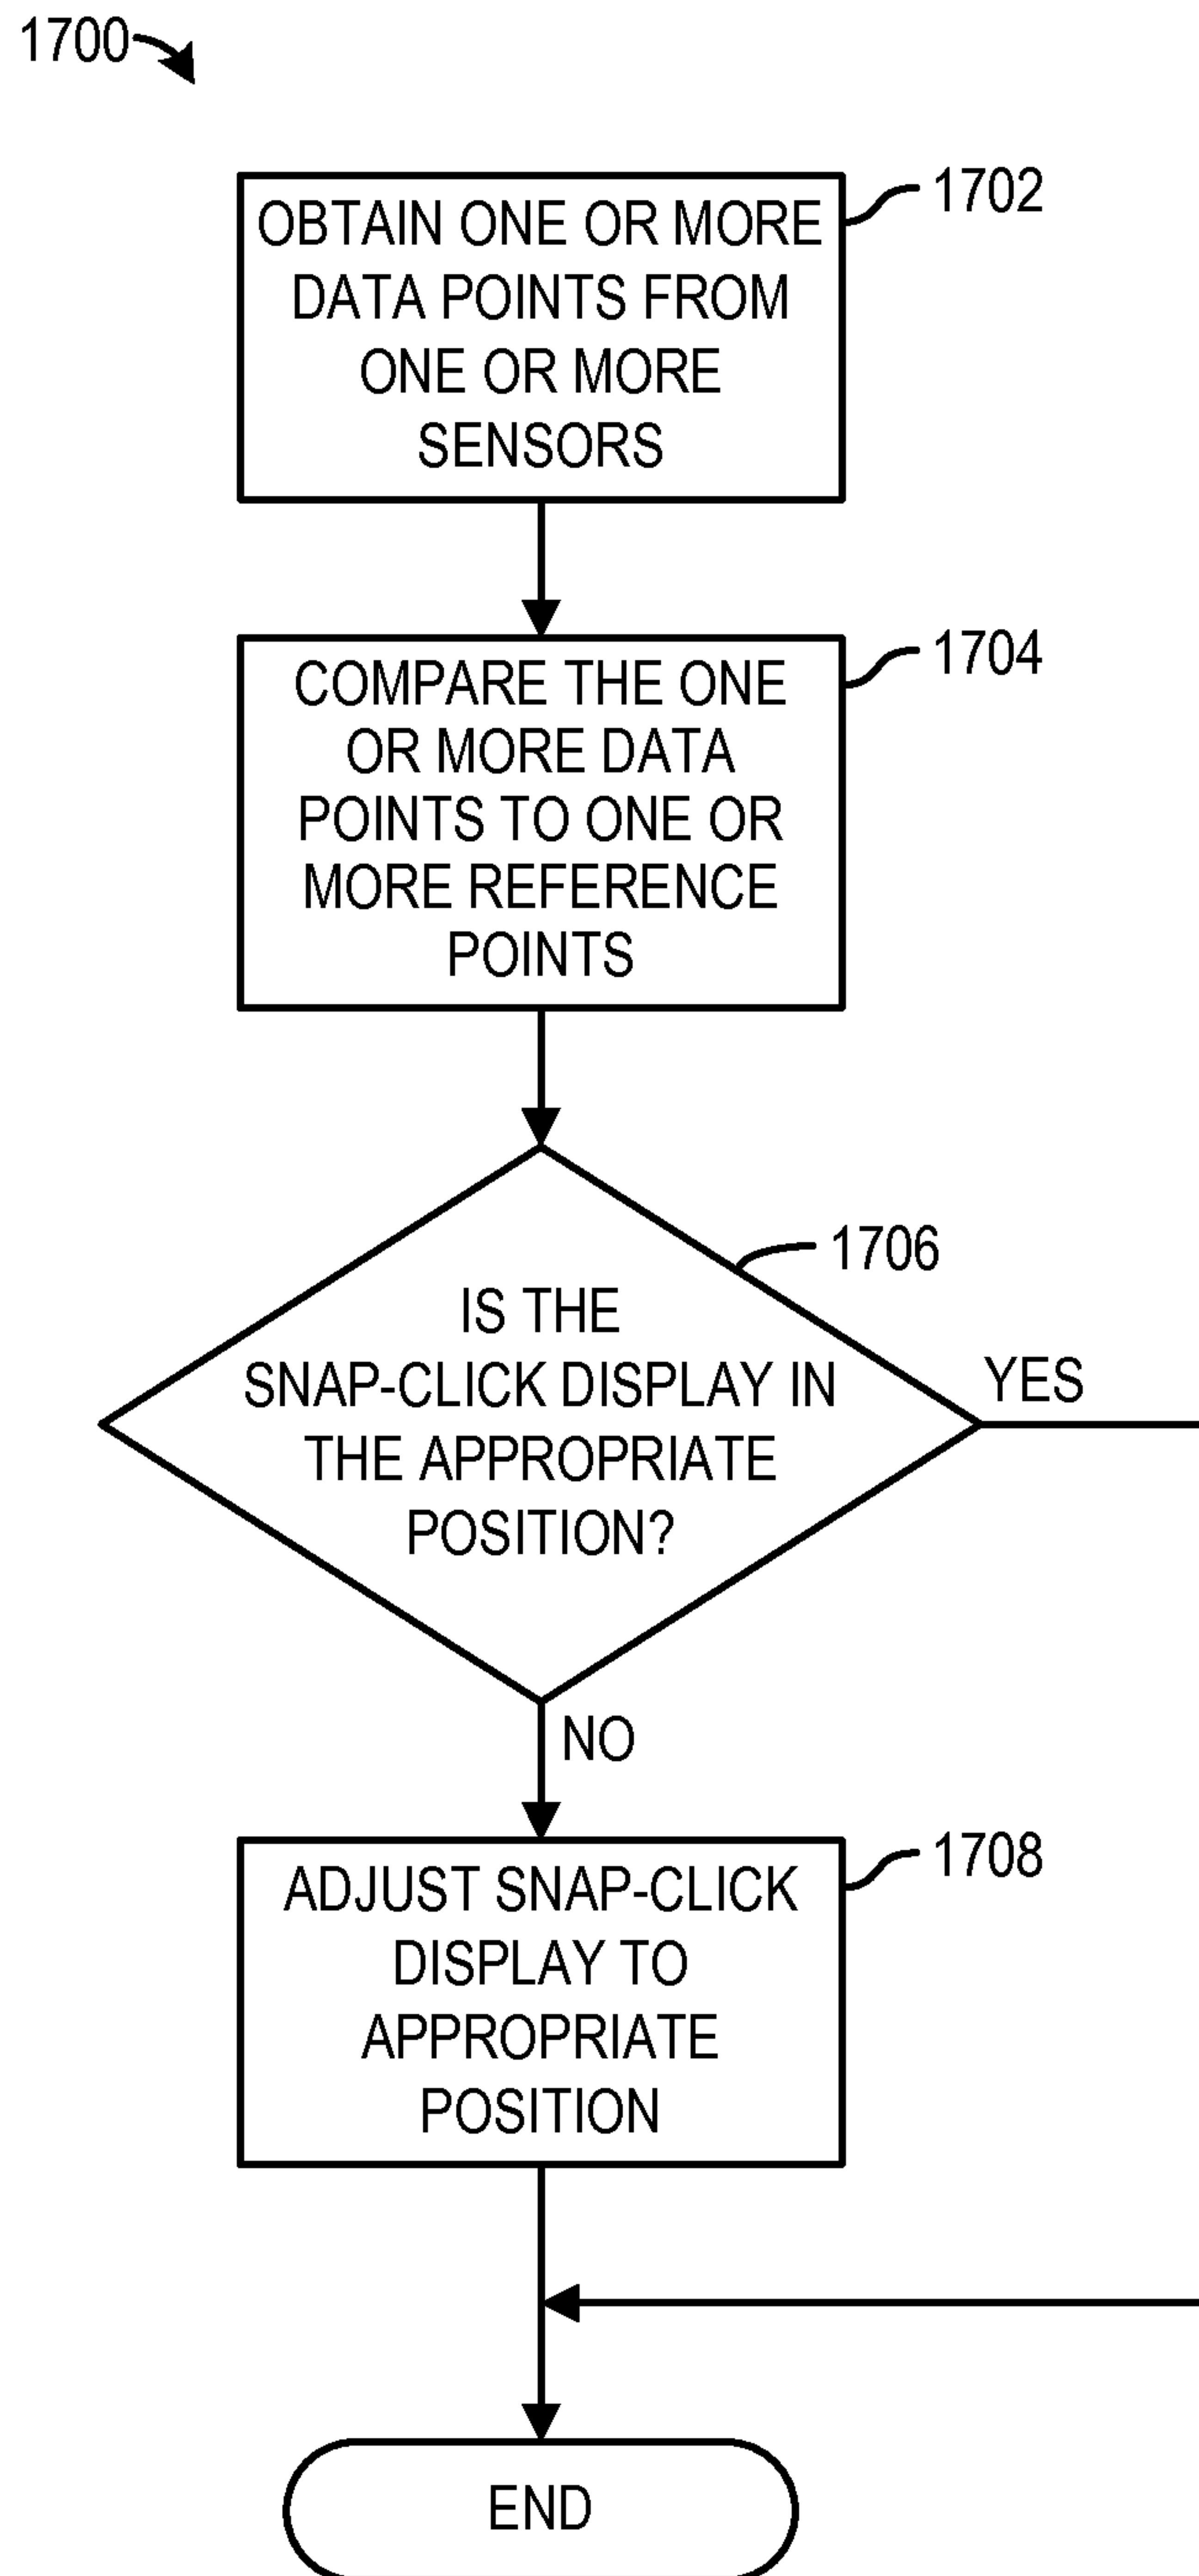 1700
OBTAIN ONE OR MORE
DATA POINTS FROM
ONE OR MORE
SENSORS
1702
COMPARE THE ONE
OR MORE DATA
POINTS TO ONE OR
MORE REFERENCE
POINTS
1704
IS THE
SNAP-CLICK DISPLAY IN
THE APPROPRIATE
POSITION?
1706
YES
NO
ADJUST SNAP-CLICK
DISPLAY TO
APPROPRIATE
POSITION
1708
END